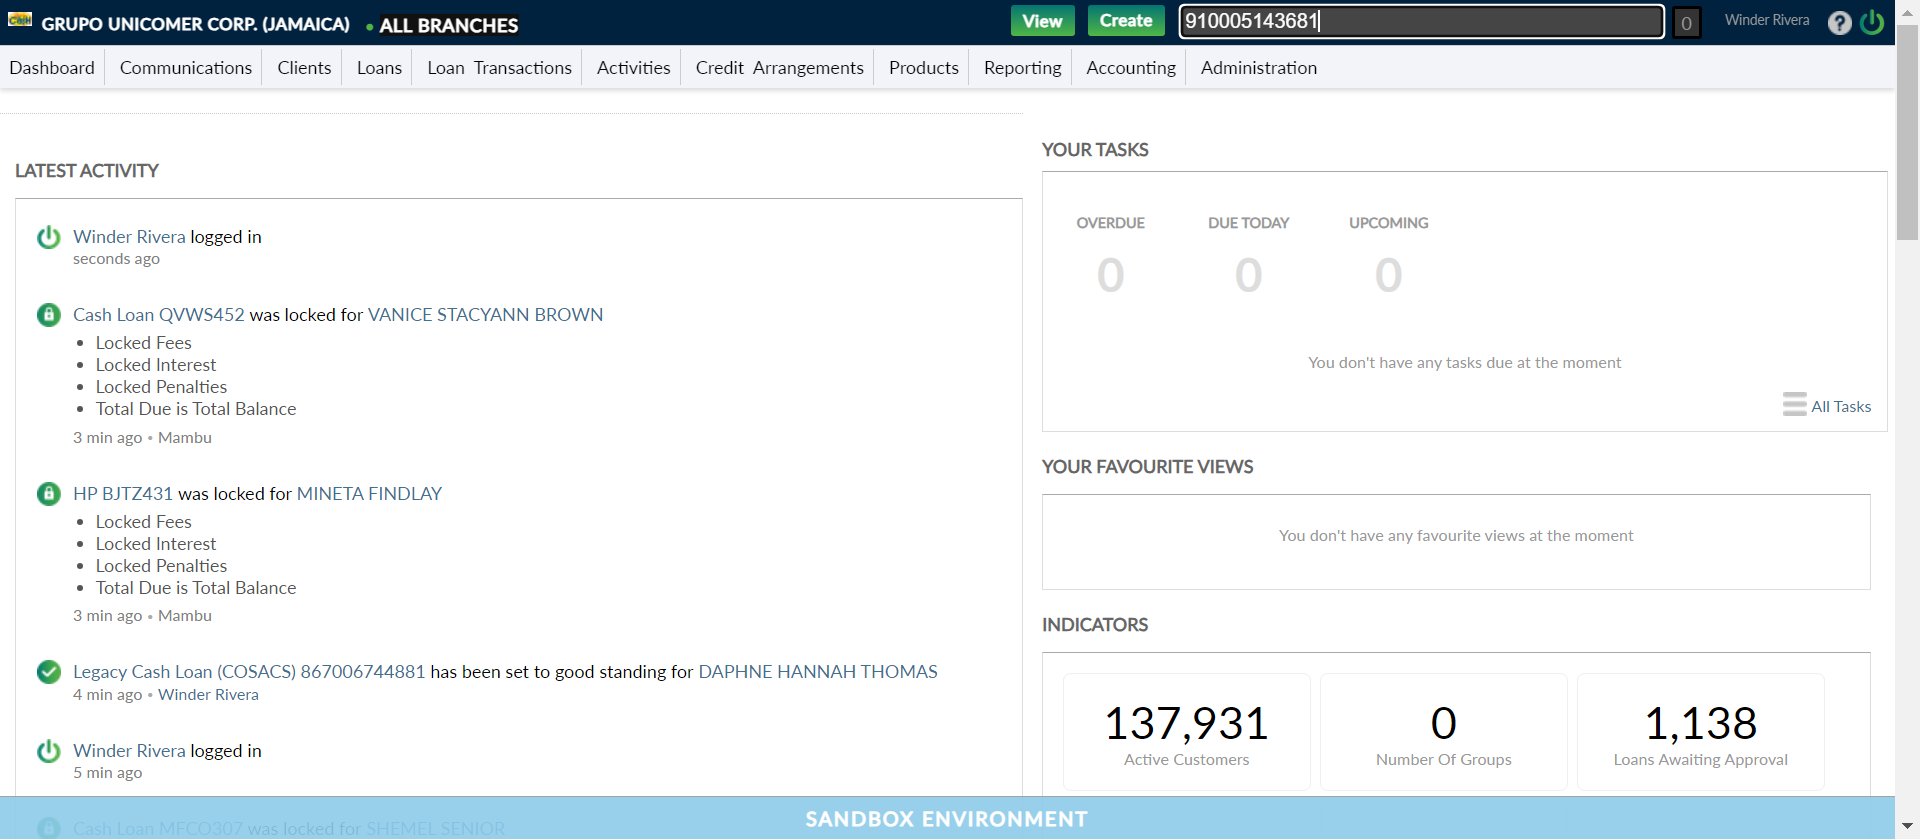 Cash GRUPO UNICOMER CORP. (JAMAICA) • ALL BRANCHES View Create 910005143681 0 Winder Rivera ?
Dashboard Communications Clients Loans Loan Transactions Activities Credit Arrangements Products Reporting Accounting Administration
LATEST ACTIVITY
Winder Rivera logged in
seconds ago
Cash Loan QVWS452 was locked for VANICE STACYANN BROWN
• Locked Fees
• Locked Interest
• Locked Penalties
• Total Due is Total Balance
3 min ago • Mambu
HP BJTZ431 was locked for MINETA FINDLAY
• Locked Fees
• Locked Interest
• Locked Penalties
• Total Due is Total Balance
3 min ago • Mambu
Legacy Cash Loan (COSACS) 867006744881 has been set to good standing for DAPHNE HANNAH THOMAS
4 min ago • Winder Rivera
Winder Rivera logged in
5 min ago
Cash Loan MFCO307 was locked for SHEMEL SENIOR
YOUR TASKS
OVERDUE DUE TODAY UPCOMING
0 0 0
You don't have any tasks due at the moment
All Tasks
YOUR FAVOURITE VIEWS
You don't have any favourite views at the moment
INDICATORS
137,931 0 1,138
Active Customers Number Of Groups Loans Awaiting Approval
SANDBOX ENVIRONMENT